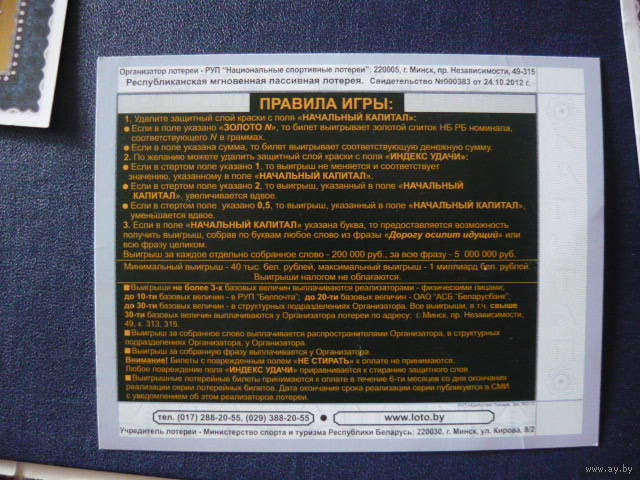 Организатор лотереи - РУП "Национальные спортивные лотереи": 220005, г. Минск, пр. Независимости, 49-315
Республиканская мгновенная пассивная лотерея. Свидетельство №000383 от 24.10.2012 г.
ПРАВИЛА ИГРЫ:
1. Удалите защитный слой краски с поля «НАЧАЛЬНЫЙ КАПИТАЛ»:
● Если в поле указано «ЗОЛОТО N», то билет выигрывает золотой слиток НБ РБ номинала,
соответствующего N в граммах.
● Если в поле указана сумма, то билет выигрывает соответствующую денежную сумму.
2. По желанию можете удалить защитный слой краски с поля «ИНДЕКС УДАЧИ»:
● Если в стертом поле указано 1, то выигрыш не меняется и соответствует
значению, указанному в поле «НАЧАЛЬНЫЙ КАПИТАЛ».
● Если в стертом поле указано 2, то выигрыш, указанный в поле «НАЧАЛЬНЫЙ
КАПИТАЛ», увеличивается вдвое.
● Если в стертом поле указано 0,5, то выигрыш, указанный в поле «НАЧАЛЬНЫЙ КАПИТАЛ»,
уменьшается вдвое.
3. Если в поле «НАЧАЛЬНЫЙ КАПИТАЛ» указана буква, то предоставляется возможность
получить выигрыш, собрав по буквам любое слово из фразы «Дорогу осилит идущий» или
всю фразу целиком.
Выигрыш за каждое отдельно собранное слово - 200 000 руб., за всю фразу - 5 000 000 руб.
Минимальный выигрыш - 40 тыс. бел. рублей, максимальный выигрыш - 1 миллиард бел. рублей.
Выигрыши налогом не облагаются.
■ Выигрыши не более 3-х базовых величин выплачиваются реализаторами - физическими лицами;
до 10-ти базовых величин - в РУП "Белпочта"; до 20-ти базовых величин - ОАО "АСБ "Беларусбанк";
до 30-ти базовых величин - в структурных подразделениях Организатора. Все выигрыши, в т.ч. свыше
30-ти базовых величин выплачиваются у Организатора лотереи по адресу: г. Минск, пр. Независимости,
49, к. 313, 315.
■ Выигрыш за собранное слово выплачивается распространителями Организатора, в структурных
подразделениях Организатора, у Организатора.
■ Выигрыш за собранную фразу выплачивается у Организатора.
Внимание! Билеты с поврежденным полем «НЕ СТИРАТЬ» к оплате не принимаются.
Любое повреждение поля «ИНДЕКС УДАЧИ» приравнивается к стиранию защитного слоя.
■ Выигрышные лотерейные билеты принимаются к оплате в течение 6-ти месяцев со дня окончания
реализации серии лотерейных билетов. Дата окончания срока реализации серии публикуется в СМИ
с уведомлением об этом реализаторов лотереи.
тел. (017) 288-20-55, (029) 388-20-55 ● www.loto.by
Учредитель лотереи - Министерство спорта и туризма Республики Беларусь: 220030, г. Минск, ул. Кирова, 8/2
www.ay.by